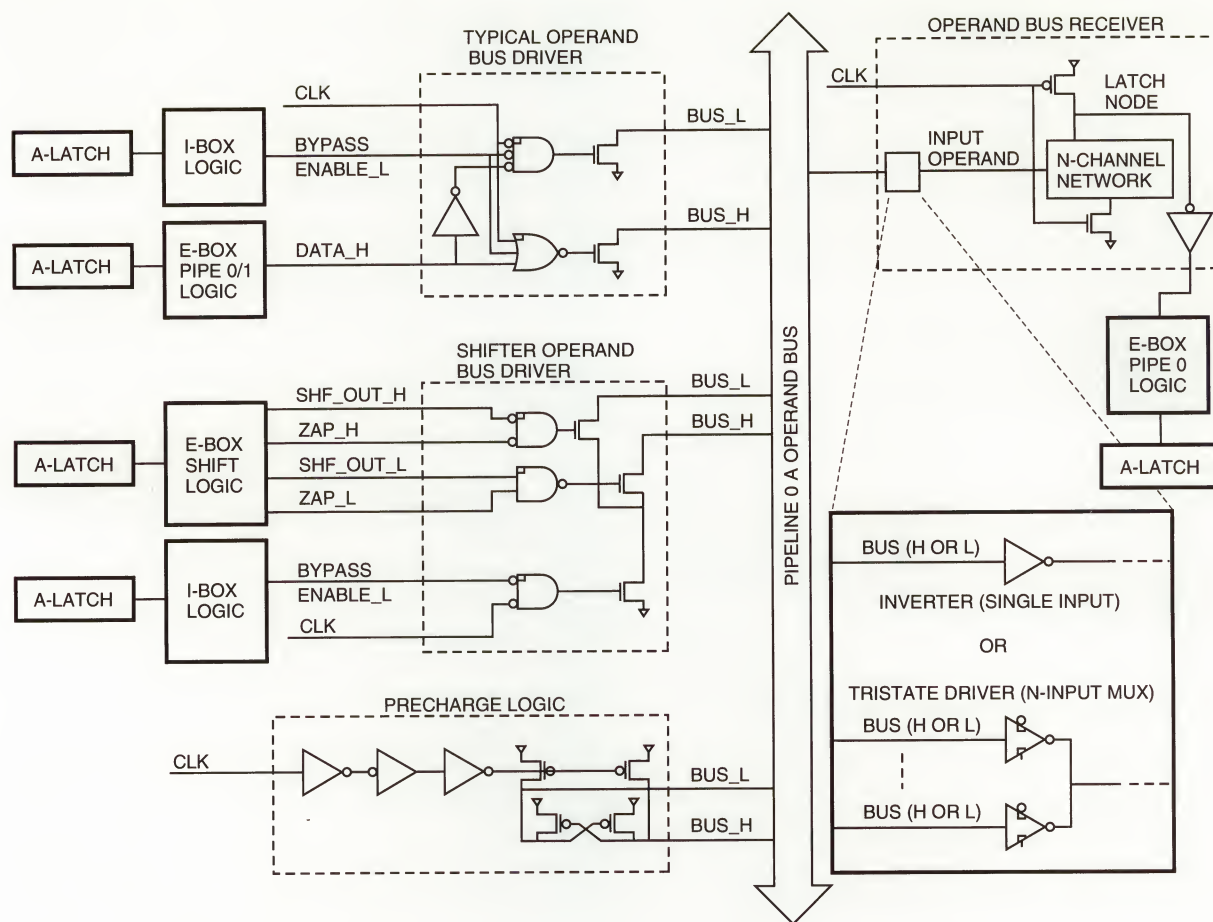 TYPICAL OPERAND
BUS DRIVER
CLK
A-LATCH
I-BOX
LOGIC
BYPASS
ENABLE_L
BUS_L
A-LATCH
E-BOX
PIPE 0/1
LOGIC
DATA_H
BUS_H
SHIFTER OPERAND
BUS DRIVER
A-LATCH
E-BOX
SHIFT
LOGIC
SHF_OUT_H
ZAP_H
SHF_OUT_L
ZAP_L
BUS_L
BUS_H
A-LATCH
I-BOX
LOGIC
BYPASS
ENABLE_L
CLK
PRECHARGE LOGIC
CLK
BUS_L
BUS_H
PIPELINE 0 A OPERAND BUS
OPERAND BUS RECEIVER
CLK
LATCH
NODE
INPUT
OPERAND
N-CHANNEL
NETWORK
E-BOX
PIPE 0
LOGIC
A-LATCH
BUS (H OR L)
INVERTER (SINGLE INPUT)
OR
TRISTATE DRIVER (N-INPUT MUX)
BUS (H OR L)
BUS (H OR L)